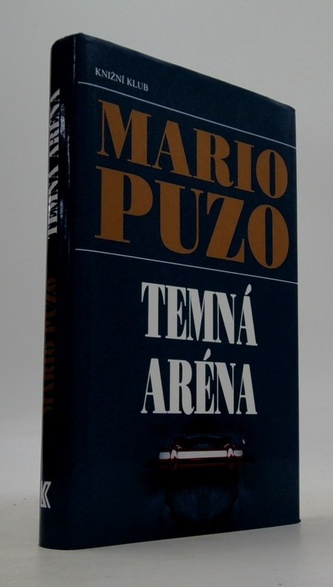 KNIŽNÍ KLUB
MARIO
PUZO
TEMNÁ
ARÉNA
MARIO PUZO TEMNÁ ARÉNA
K